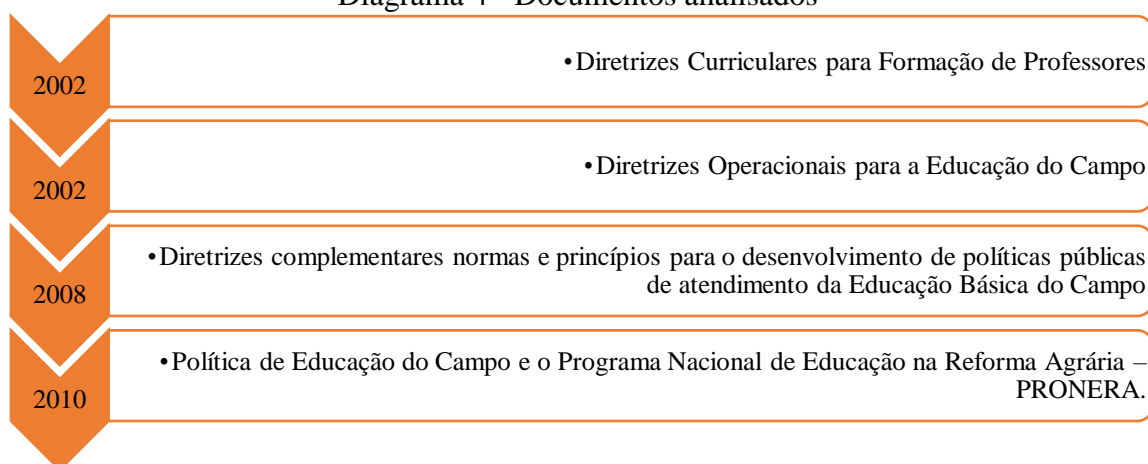 Documentos analisados
2002
•Diretrizes Curriculares para Formação de Professores
2002
•Diretrizes Operacionais para a Educação do Campo
2008
•Diretrizes complementares normas e princípios para o desenvolvimento de políticas públicas
de atendimento da Educação Básica do Campo
2010
•Política de Educação do Campo e o Programa Nacional de Educação na Reforma Agrária –
PRONERA.